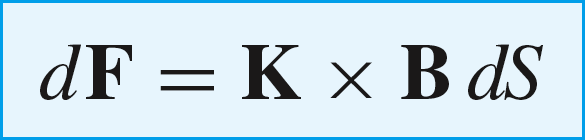 dF = K × B dS